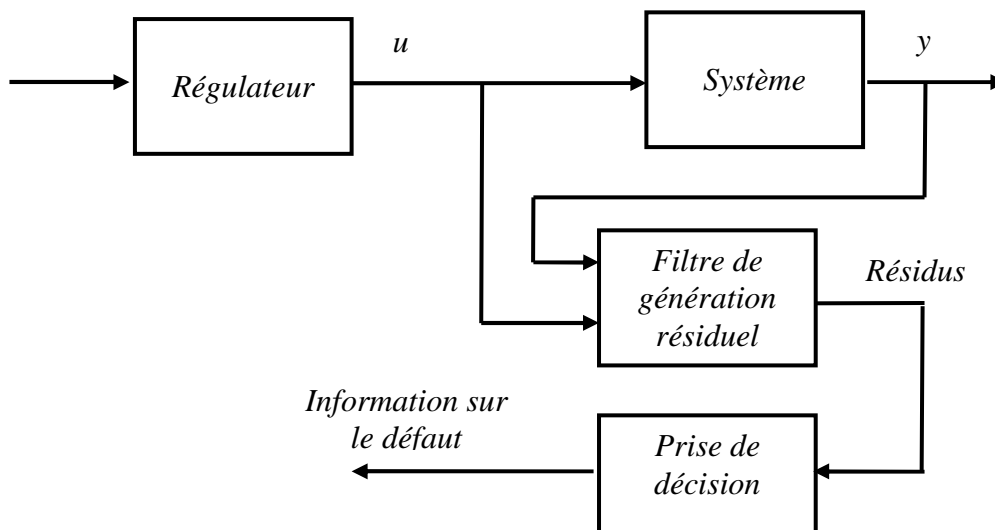 u
y
Régulateur
Système
Filtre de
génération
résiduel
Résidus
Information sur
le défaut
Prise de
décision